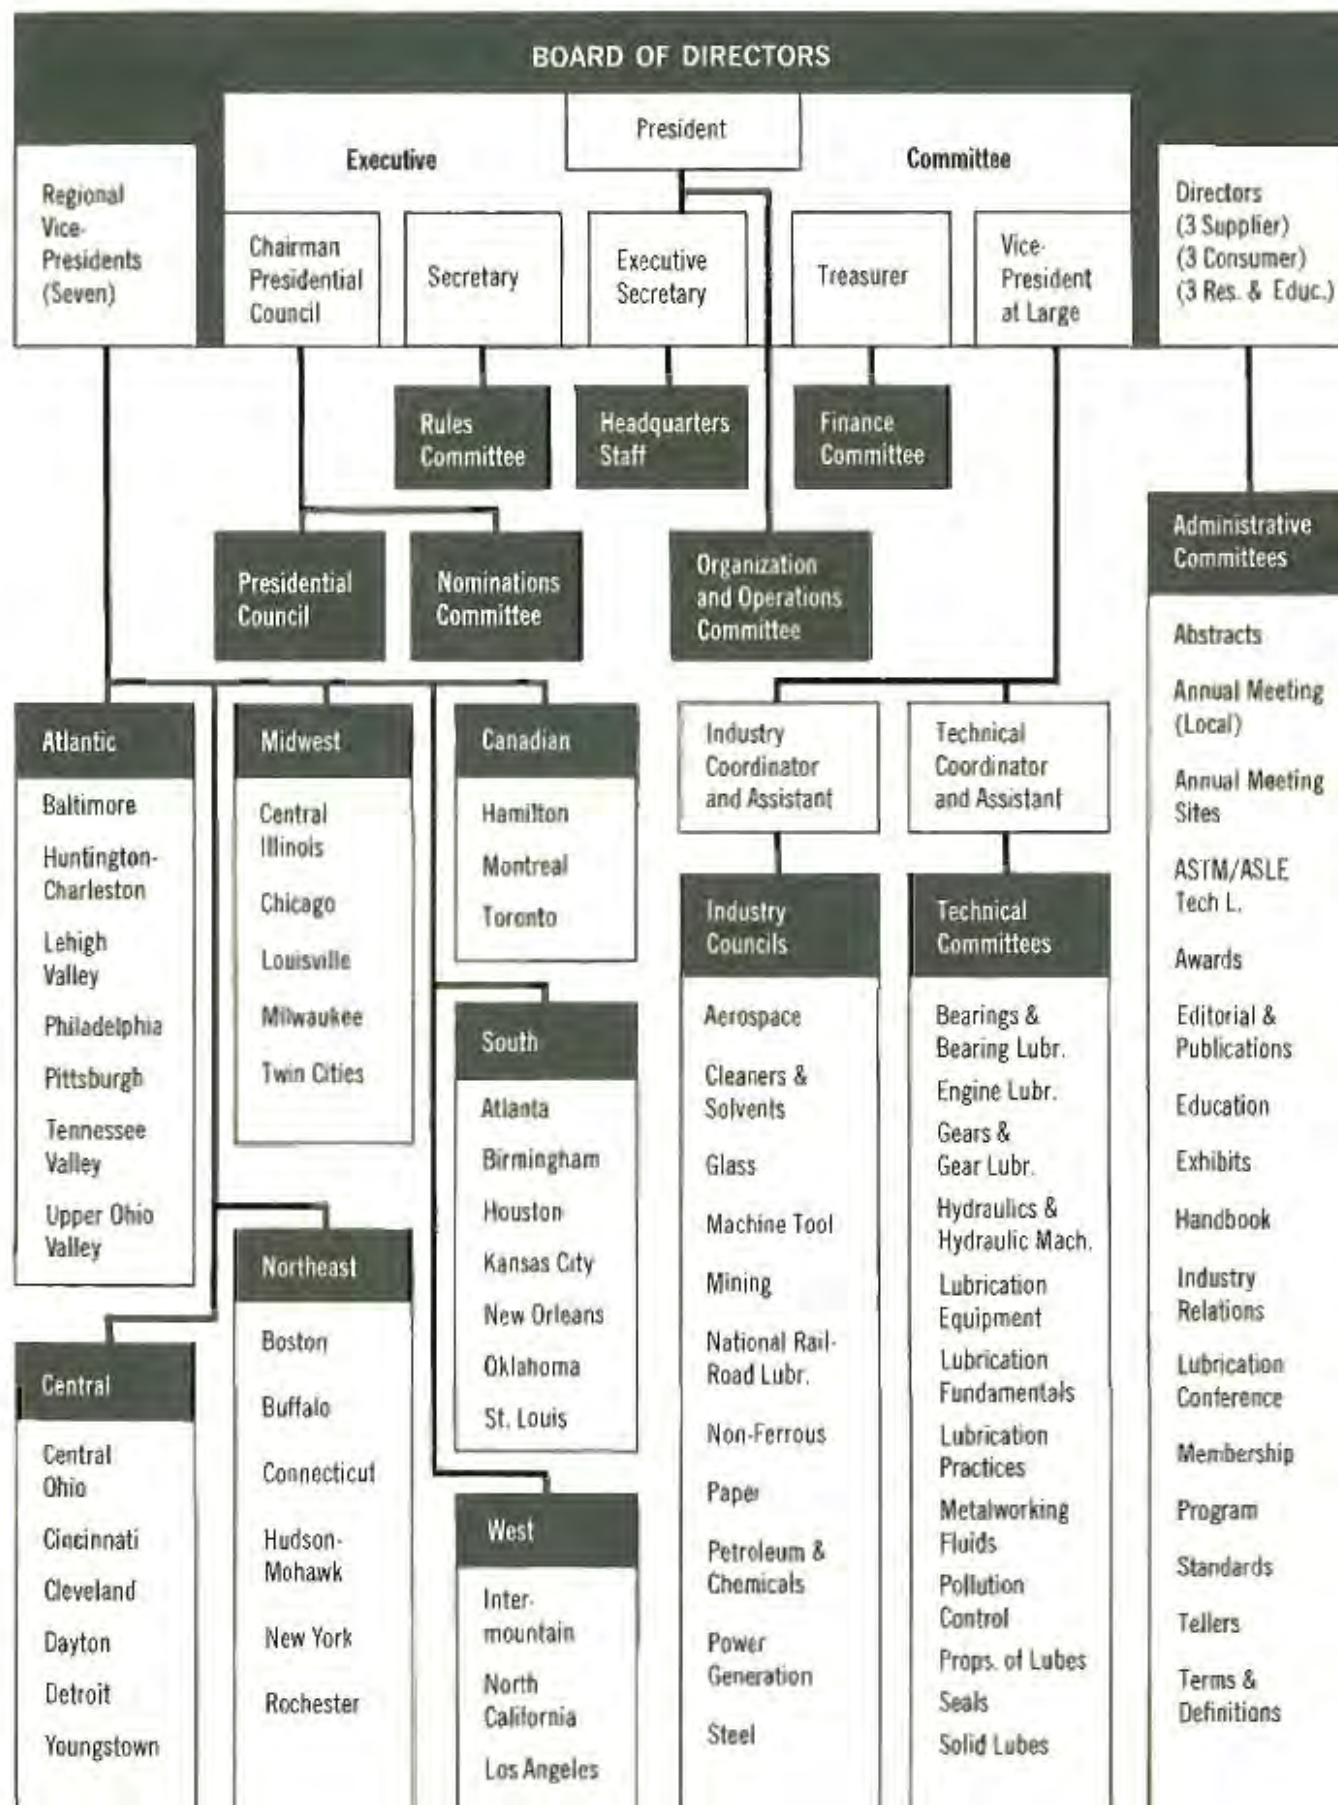 BOARD OF DIRECTORS
President
Executive
Committee
Regional
Vice-
Presidents
(Seven)
Chairman
Presidential
Council
Secretary
Executive
Secretary
Treasurer
Vice-
President
at Large
Directors
(3 Supplier)
(3 Consumer)
(3 Res. & Educ.)
Rules
Committee
Headquarters
Staff
Finance
Committee
Presidential
Council
Nominations
Committee
Organization
and Operations
Committee
Administrative
Committees
Abstracts
Annual Meeting
(Local)
Annual Meeting
Sites
ASTM/ASLE
Tech L.
Awards
Editorial &
Publications
Education
Exhibits
Handbook
Industry
Relations
Lubrication
Conference
Membership
Program
Standards
Tellers
Terms &
Definitions
Atlantic
Baltimore
Huntington-
Charleston
Lehigh
Valley
Philadelphia
Pittsburgh
Tennessee
Valley
Upper Ohio
Valley
Central
Central
Ohio
Cincinnati
Cleveland
Dayton
Detroit
Youngstown
Midwest
Central
Illinois
Chicago
Louisville
Milwaukee
Twin Cities
Northeast
Boston
Buffalo
Connecticut
Hudson-
Mohawk
New York
Rochester
Canadian
Hamilton
Montreal
Toronto
South
Atlanta
Birmingham
Houston
Kansas City
New Orleans
Oklahoma
St. Louis
West
Inter-
mountain
North
California
Los Angeles
Industry
Coordinator
and Assistant
Industry
Councils
Aerospace
Cleaners &
Solvents
Glass
Machine Tool
Mining
National Rail-
Road Lubr.
Non-Ferrous
Paper
Petroleum &
Chemicals
Power
Generation
Steel
Technical
Coordinator
and Assistant
Technical
Committees
Bearings &
Bearing Lubr.
Engine Lubr.
Gears &
Gear Lubr.
Hydraulics &
Hydraulic Mach.
Lubrication
Equipment
Lubrication
Fundamentals
Lubrication
Practices
Metalworking
Fluids
Pollution
Control
Props. of Lubes
Seals
Solid Lubes